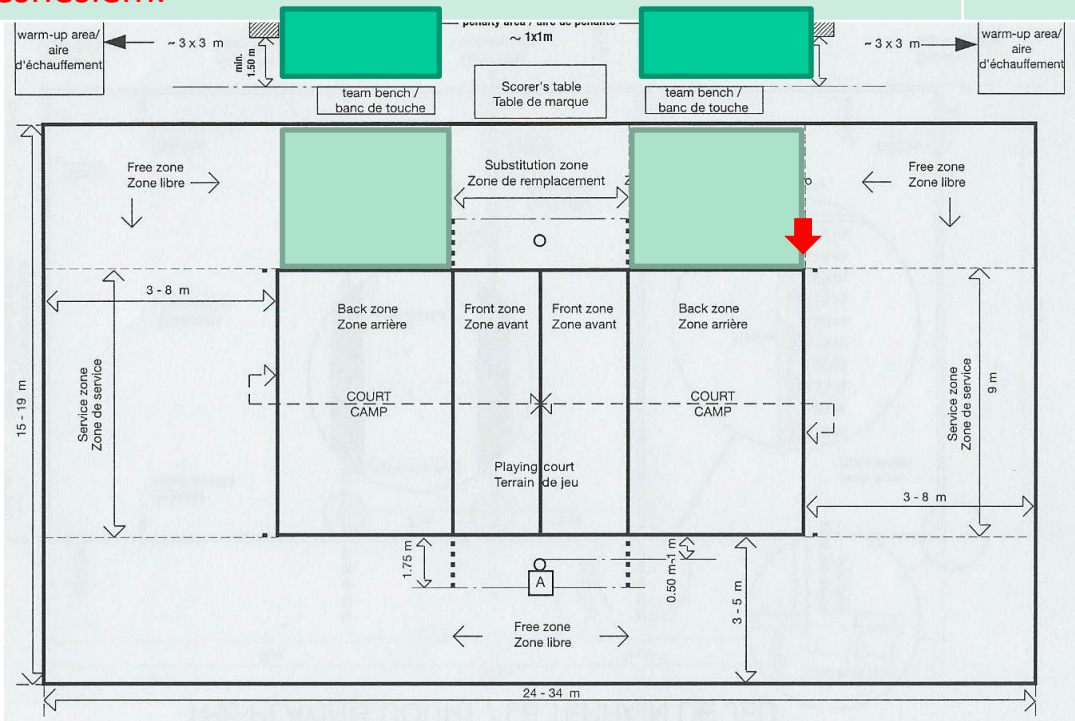 penalty area / aire de pénalité
~ 1x1m
warm-up area/
aire
d'échauffement
~ 3 x 3 m
min.
1.50 m
~ 3 x 3 m
warm-up area/
aire
d'échauffement
team bench /
banc de touche
Scorer's table
Table de marque
team bench /
banc de touche
Free zone
Zone libre
Substitution zone
Zone de remplacement
Free zone
Zone libre
3 - 8 m
Back zone
Zone arrière
Front zone
Zone avant
Front zone
Zone avant
Back zone
Zone arrière
15 - 19 m
Service zone
Zone de service
COURT
CAMP
COURT
CAMP
Service zone
Zone de service
9 m
Playing court
Terrain de jeu
3 - 8 m
1.75 m
A
0.50 m-1 m
3 - 5 m
Free zone
Zone libre
24 - 34 m